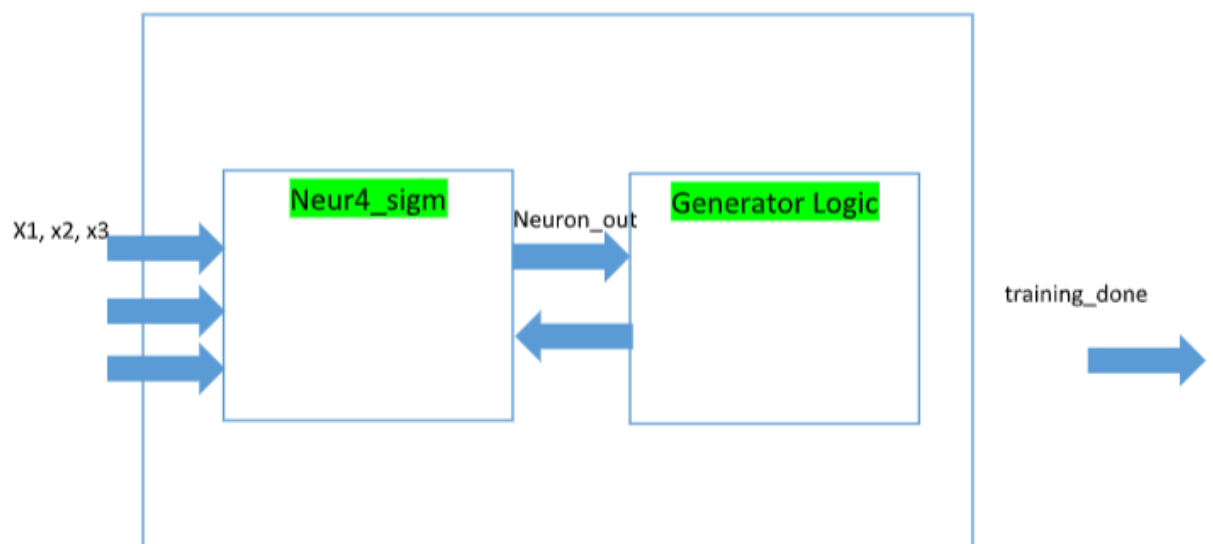 Neur4_sigm
Generator Logic
X1, x2, x3
Neuron_out
training_done